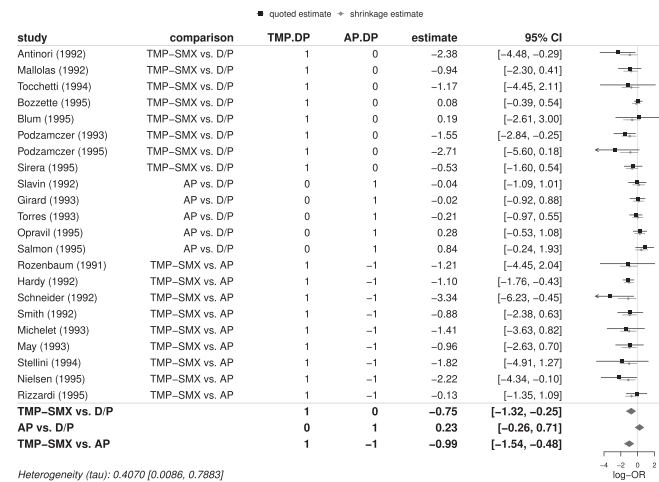 quoted estimate shrinkage estimate
study comparison TMP.DP AP.DP estimate 95% CI
Antinori (1992) TMP−SMX vs. D/P 1 0 −2.38 [−4.48, −0.29]
Mallolas (1992) TMP−SMX vs. D/P 1 0 −0.94 [−2.30, 0.41]
Tocchetti (1994) TMP−SMX vs. D/P 1 0 −1.17 [−4.45, 2.11]
Bozzette (1995) TMP−SMX vs. D/P 1 0 0.08 [−0.39, 0.54]
Blum (1995) TMP−SMX vs. D/P 1 0 0.19 [−2.61, 3.00]
Podzamczer (1993) TMP−SMX vs. D/P 1 0 −1.55 [−2.84, −0.25]
Podzamczer (1995) TMP−SMX vs. D/P 1 0 −2.71 [−5.60, 0.18]
Sirera (1995) TMP−SMX vs. D/P 1 0 −0.53 [−1.60, 0.54]
Slavin (1992) AP vs. D/P 0 1 −0.04 [−1.09, 1.01]
Girard (1993) AP vs. D/P 0 1 −0.02 [−0.92, 0.88]
Torres (1993) AP vs. D/P 0 1 −0.21 [−0.97, 0.55]
Opravil (1995) AP vs. D/P 0 1 0.28 [−0.53, 1.08]
Salmon (1995) AP vs. D/P 0 1 0.84 [−0.24, 1.93]
Rozenbaum (1991) TMP−SMX vs. AP 1 −1 −1.21 [−4.45, 2.04]
Hardy (1992) TMP−SMX vs. AP 1 −1 −1.10 [−1.76, −0.43]
Schneider (1992) TMP−SMX vs. AP 1 −1 −3.34 [−6.23, −0.45]
Smith (1992) TMP−SMX vs. AP 1 −1 −0.88 [−2.38, 0.63]
Michelet (1993) TMP−SMX vs. AP 1 −1 −1.41 [−3.63, 0.82]
May (1993) TMP−SMX vs. AP 1 −1 −0.96 [−2.63, 0.70]
Stellini (1994) TMP−SMX vs. AP 1 −1 −1.82 [−4.91, 1.27]
Nielsen (1995) TMP−SMX vs. AP 1 −1 −2.22 [−4.34, −0.10]
Rizzardi (1995) TMP−SMX vs. AP 1 −1 −0.13 [−1.35, 1.09]
TMP−SMX vs. D/P 1 0 −0.75 [−1.32, −0.25]
AP vs. D/P 0 1 0.23 [−0.26, 0.71]
TMP−SMX vs. AP 1 −1 −0.99 [−1.54, −0.48]
−4 −2 0 2
log−OR
Heterogeneity (tau): 0.4070 [0.0086, 0.7883]